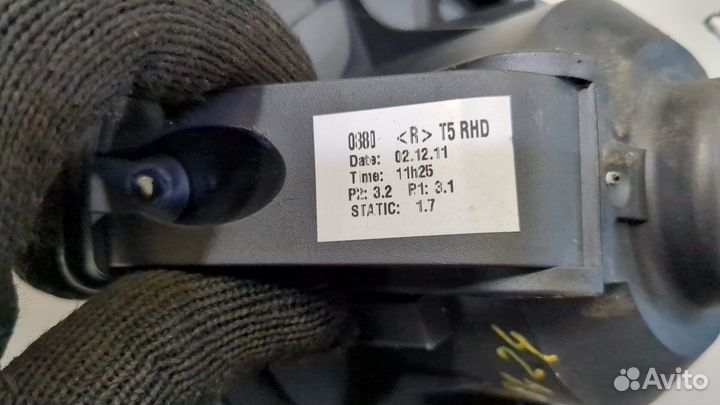 0880 <R> T5 RHD
Date: 02.12.11
Time: 11h25
P2: 3.2 P1: 3.1
STATIC: 1.7
424
Avito